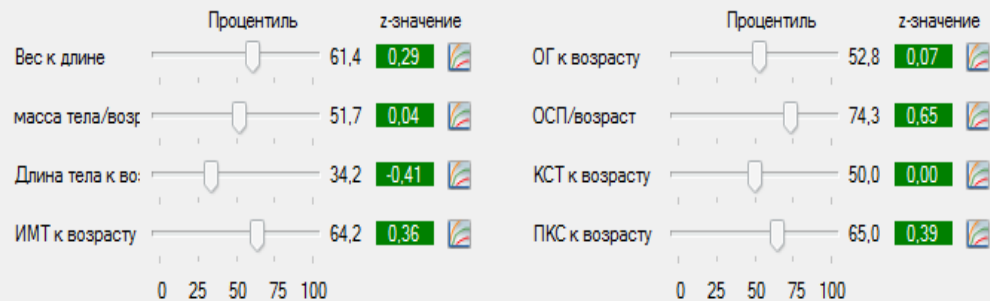 Процентиль z-значение Процентиль z-значение
Вес к длине 61,4 0,29 ОГ к возрасту 52,8 0,07
масса тела/возр 51,7 0,04 ОСП/возраст 74,3 0,65
Длина тела к во: 34,2 -0,41 КСТ к возрасту 50,0 0,00
ИМТ к возрасту 64,2 0,36 ПКС к возрасту 65,0 0,39
0 25 50 75 100 0 25 50 75 100